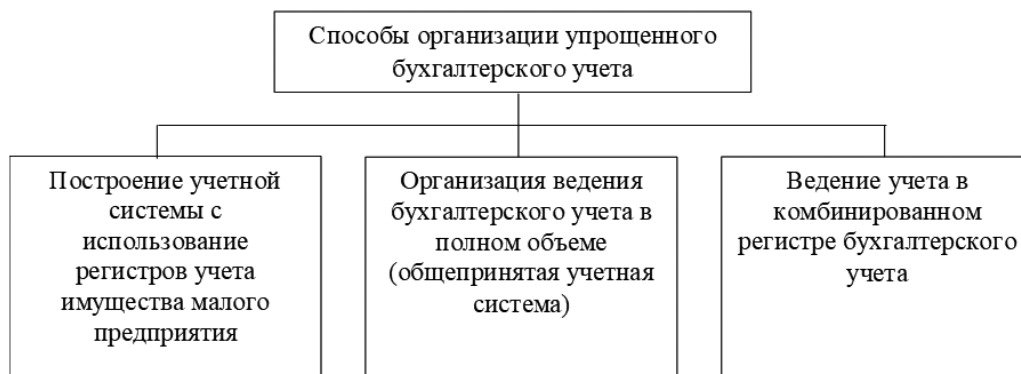 Способы организации упрощенного
бухгалтерского учета
Построение учетной
системы с
использование
регистров учета
имущества малого
предприятия
Организация ведения
бухгалтерского учета в
полном объеме
(общепринятая учетная
система)
Ведение учета в
комбинированном
регистре бухгалтерского
учета